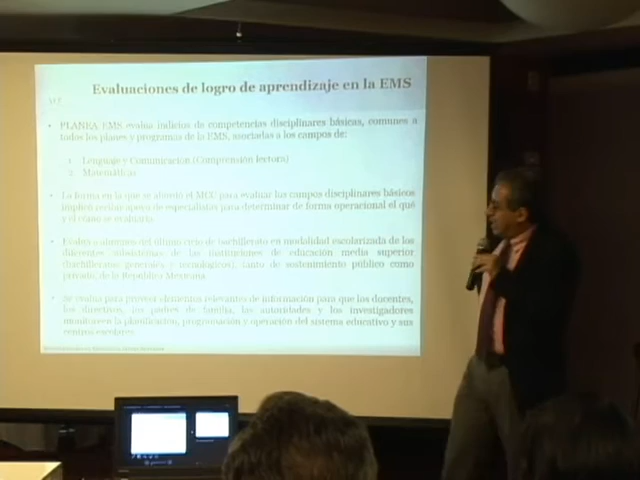 Evaluaciones de logro de aprendizaje en la EMS
• PLANEA EMS evalúa indicios de competencias disciplinares básicas, comunes a
todos los planes y programas de la EMS, asociadas a los campos de:
1. Lenguaje y Comunicación (Comprensión lectora)
2. Matemáticas
• La forma en la que se abordó el MCC para evaluar los campos disciplinares básicos
implicó recibir apoyo de especialistas para determinar de forma operacional el qué
y el cómo se evaluaría.
• Evalúa a alumnos del último ciclo de bachillerato en modalidad escolarizada de los
diferentes subsistemas de las instituciones de educación media superior
(bachilleratos generales y tecnológicos), tanto de sostenimiento público como
privado, de la República Mexicana.
• Se evalúa para proveer elementos relevantes de información para que los docentes,
los directivos, los padres de familia, las autoridades y los investigadores
monitoreen la planificación, programación y operación del sistema educativo y sus
centros escolares.